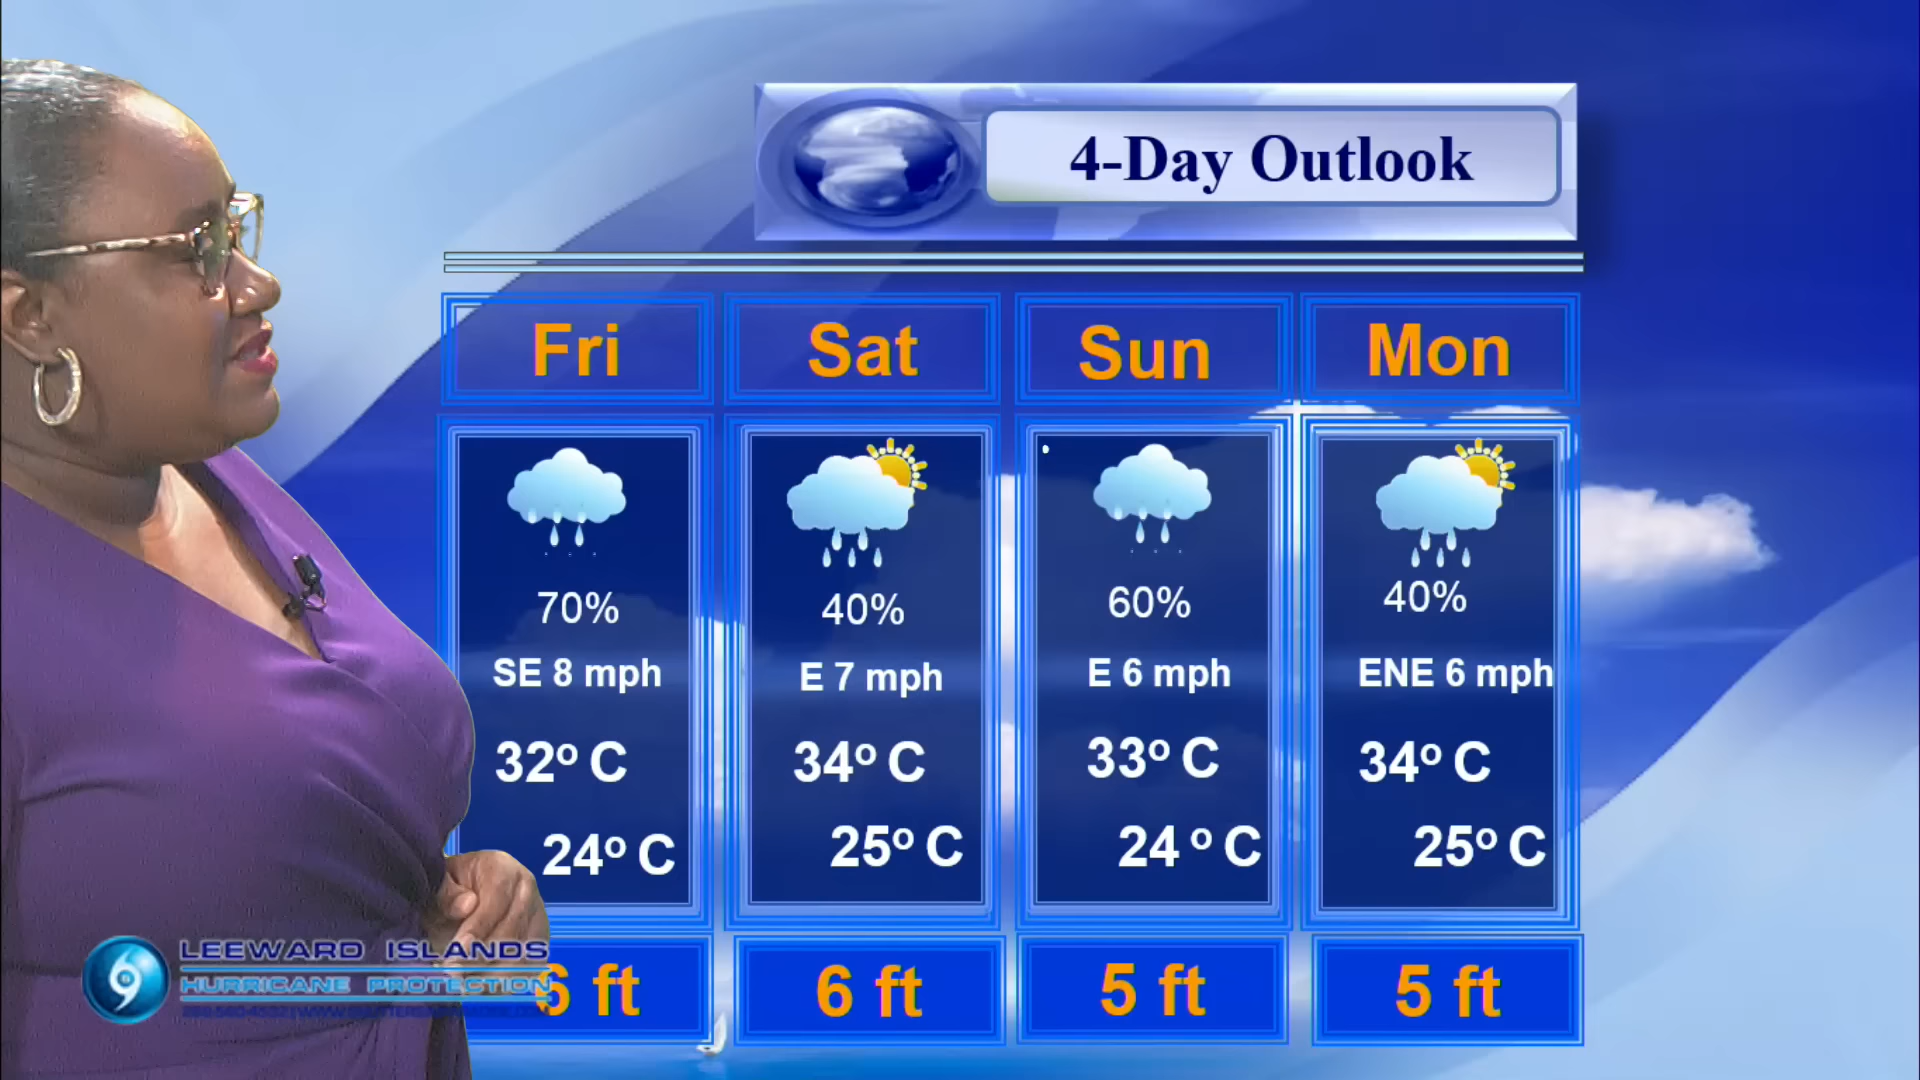 4-Day Outlook
Fri Sat Sun Mon
70% 40% 60% 40%
SE 8 mph E 7 mph E 6 mph ENE 6 mph
32º C 34º C 33º C 34º C
24º C 25º C 24 º C 25º C
6 ft 6 ft 5 ft 5 ft
LEEWARD ISLANDS
HURRICANE PROTECTION